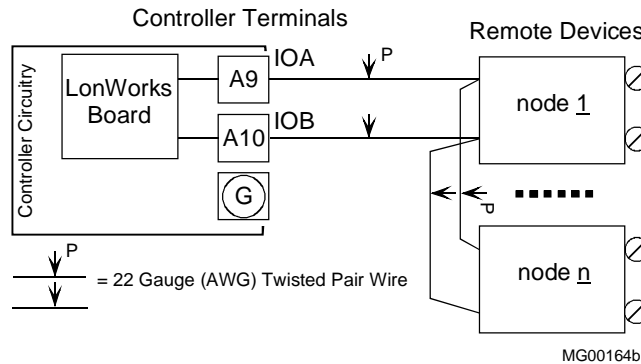 Controller Terminals
Remote Devices
Controller Circuitry
LonWorks
Board
A9
IOA
P
A10
IOB
G
node 1
P
node n
P
= 22 Gauge (AWG) Twisted Pair Wire
MG00164b